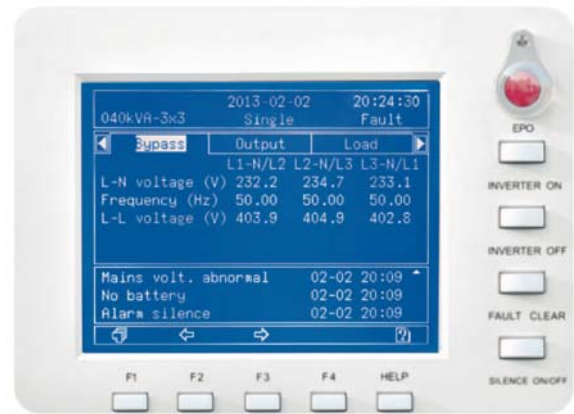 2013-02-02 20:24:30
040kVA-3x3 Single Fault
Bypass Output Load
L1-N/L2 L2-N/L3 L3-N/L1
L-N voltage (V) 232.2 234.7 233.1
Frequency (Hz) 50.00 50.00 50.00
L-L voltage (V) 403.9 404.9 402.8
Mains volt. abnormal 02-02 20:09
No battery 02-02 20:09
Alarm silence 02-02 20:09
?
EPO
INVERTER ON
INVERTER OFF
FAULT CLEAR
SILENCE ON/OFF
F1 F2 F3 F4 HELP